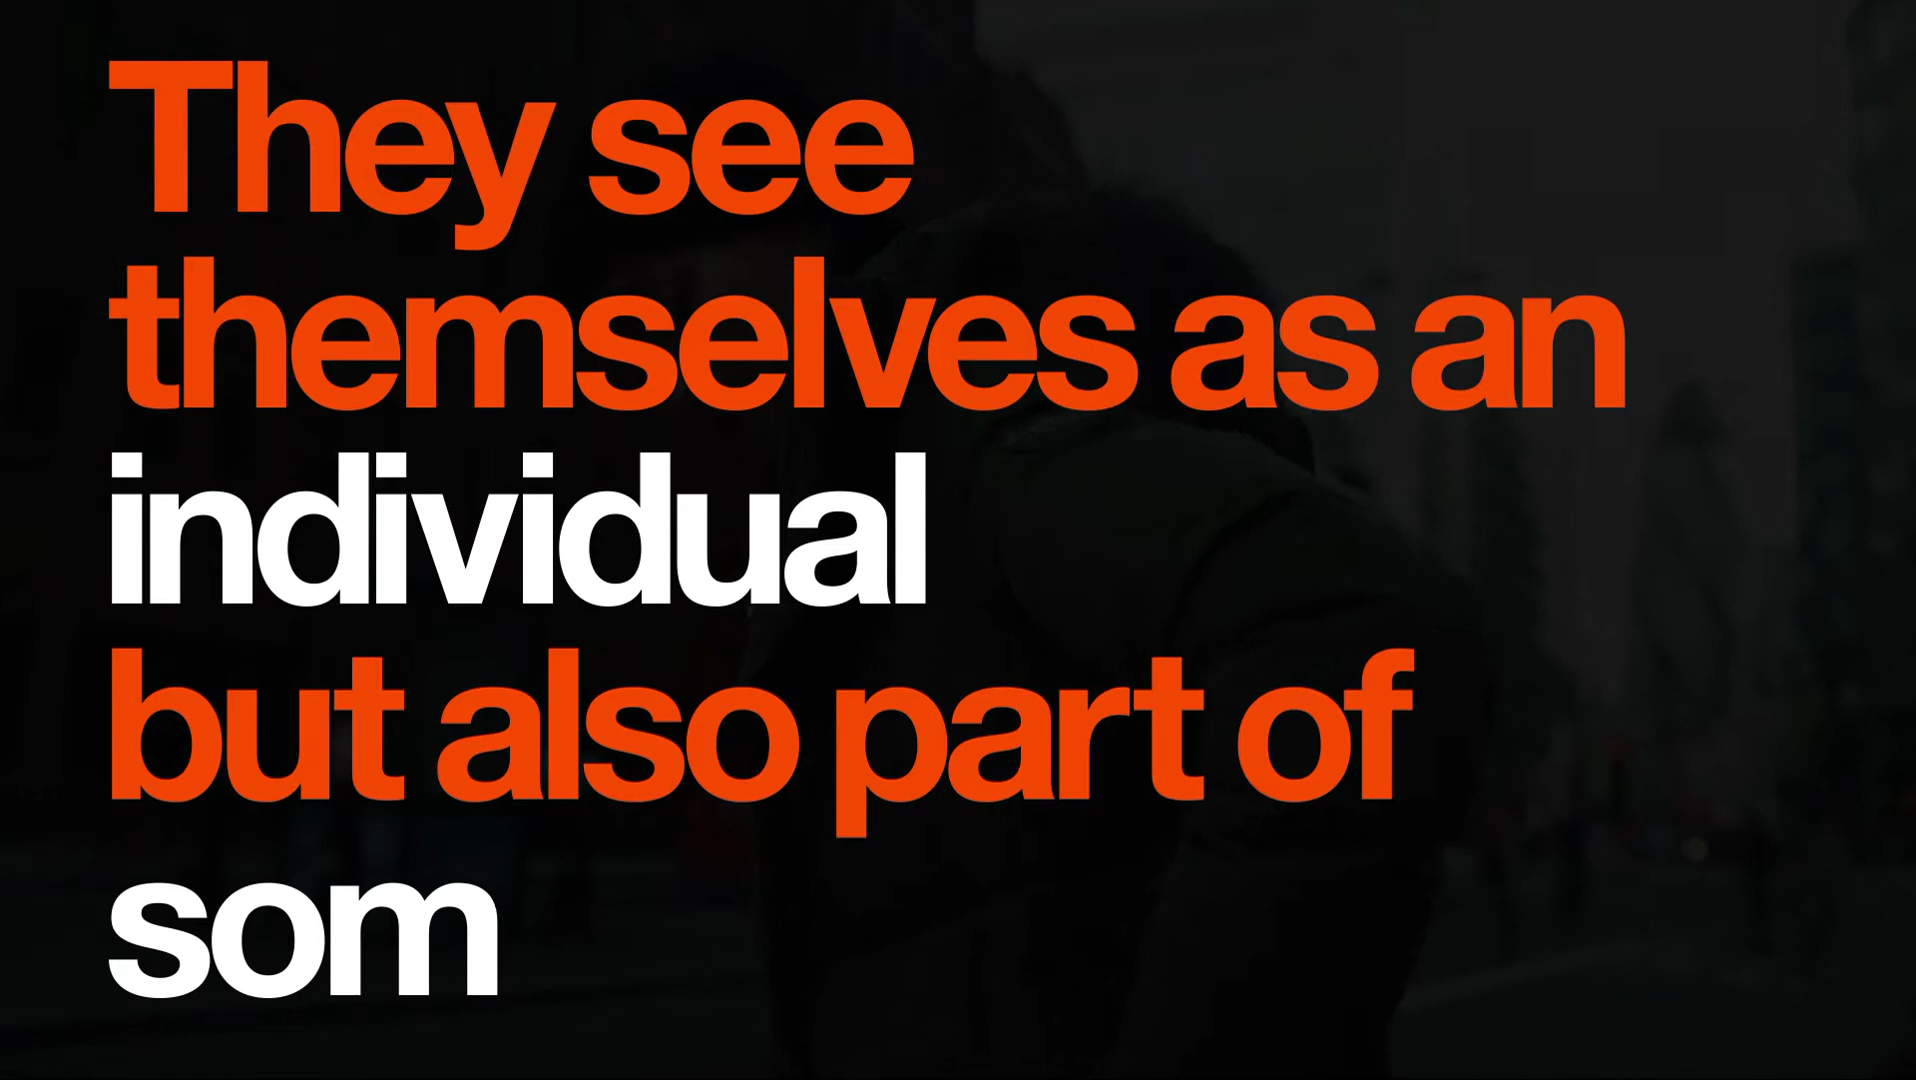 They see
themselves as an
individual
but also part of
som